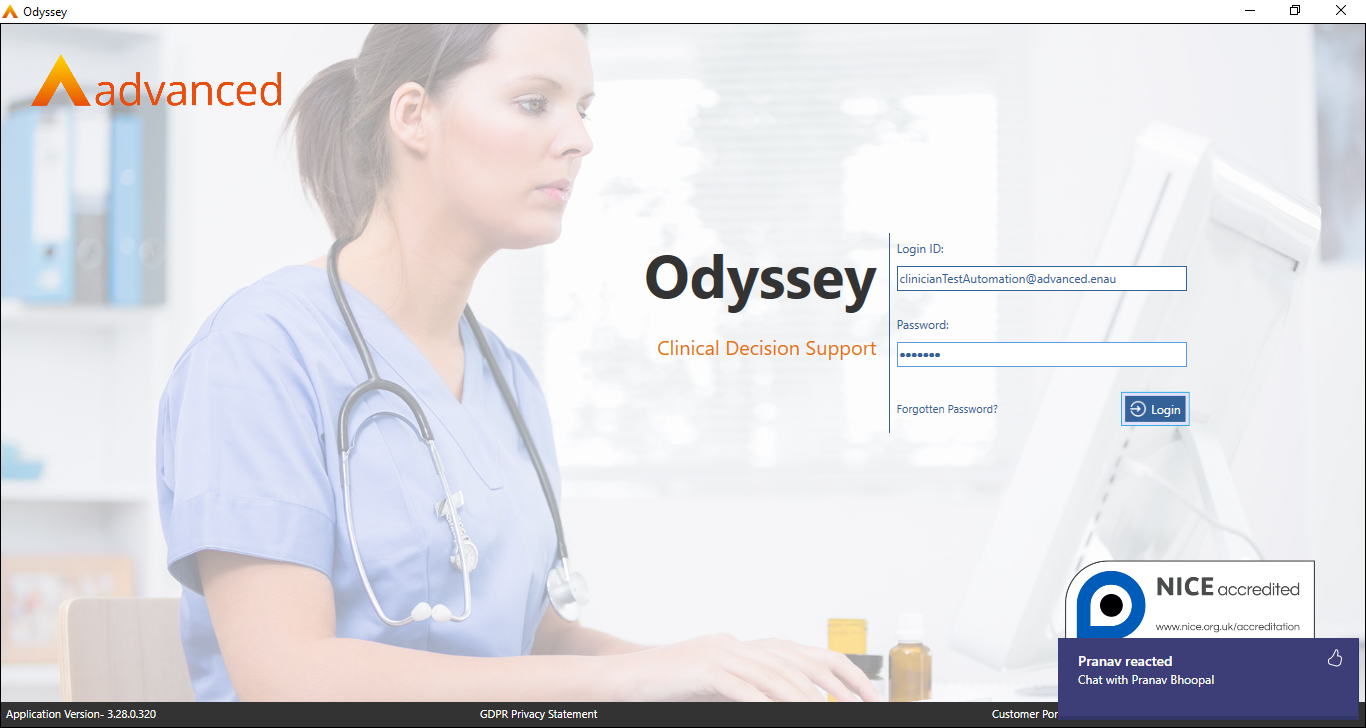 Odyssey
advanced
Login ID:
clinicianTestAutomation@advanced.enau
Odyssey
Password:
•••••••
Clinical Decision Support
Forgotten Password?
Login
NICE accredited
www.nice.org.uk/accreditation
Pranav reacted
Chat with Pranav Bhoopal
Application Version- 3.28.0.320
GDPR Privacy Statement
Customer Por